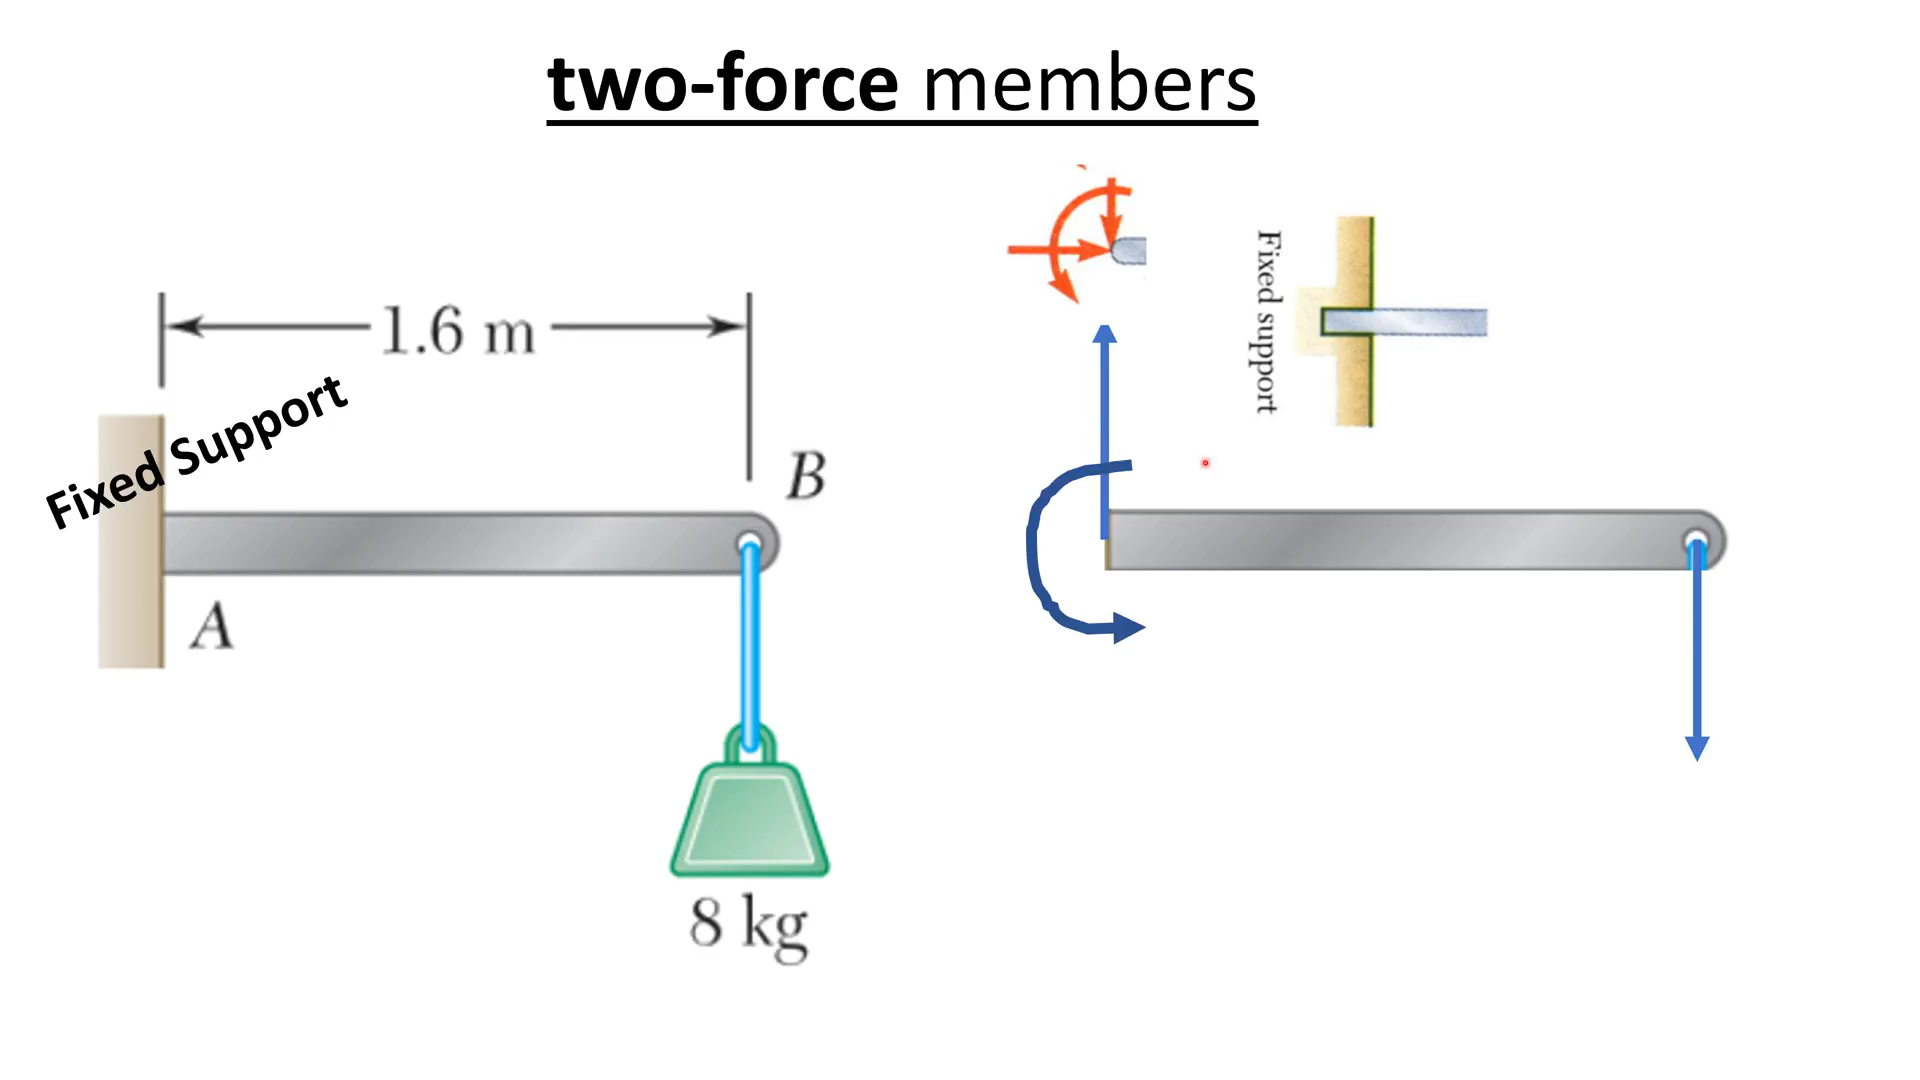 two-force members
1.6 m
Fixed Support
Fixed support
B
A
8 kg